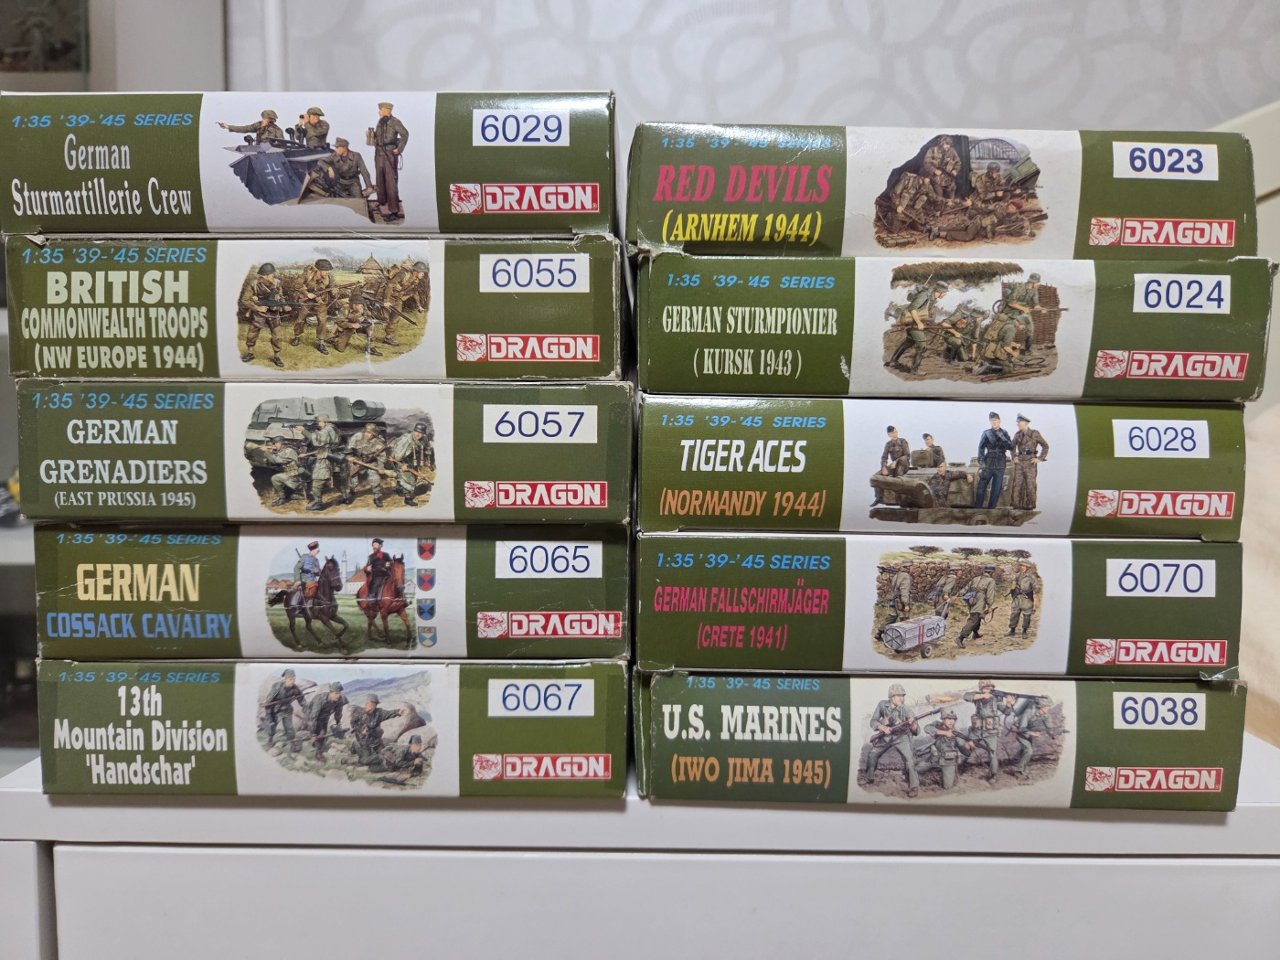 1:35 '39-'45 SERIES
German
Sturmartillerie Crew
6029
DRAGON
1:35 '39-'45 SERIES
BRITISH
COMMONWEALTH TROOPS
(NW EUROPE 1944)
6055
DRAGON
1:35 '39-'45 SERIES
GERMAN
GRENADIERS
(EAST PRUSSIA 1945)
6057
DRAGON
1:35 '39-'45 SERIES
GERMAN
COSSACK CAVALRY
6065
DRAGON
1:35 '39-'45 SERIES
13th
Mountain Division
'Handschar'
6067
DRAGON
1:35 '39-'45 SERIES
RED DEVILS
(ARNHEM 1944)
6023
DRAGON
1:35 '39-'45 SERIES
GERMAN STURMPIONIER
(KURSK 1943)
6024
DRAGON
1:35 '39-'45 SERIES
TIGER ACES
(NORMANDY 1944)
6028
DRAGON
1:35 '39-'45 SERIES
GERMAN FALLSCHIRMJÄGER
(CRETE 1941)
6070
DRAGON
1:35 '39-'45 SERIES
U.S. MARINES
(IWO JIMA 1945)
6038
DRAGON